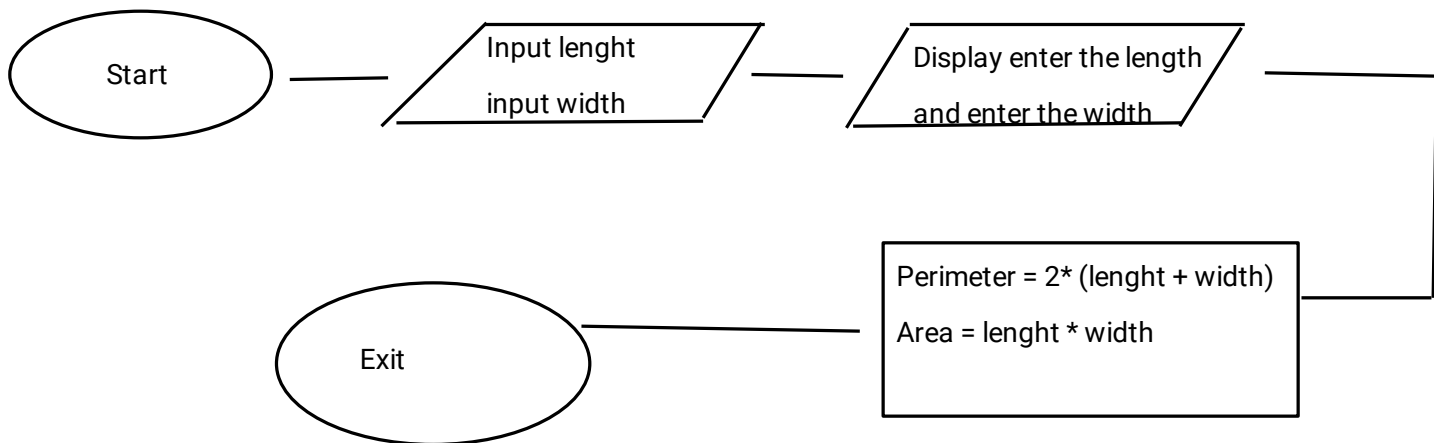 Start
Input lenght
input width
Display enter the length
and enter the width
Perimeter = 2* (lenght + width)
Area = lenght * width
Exit